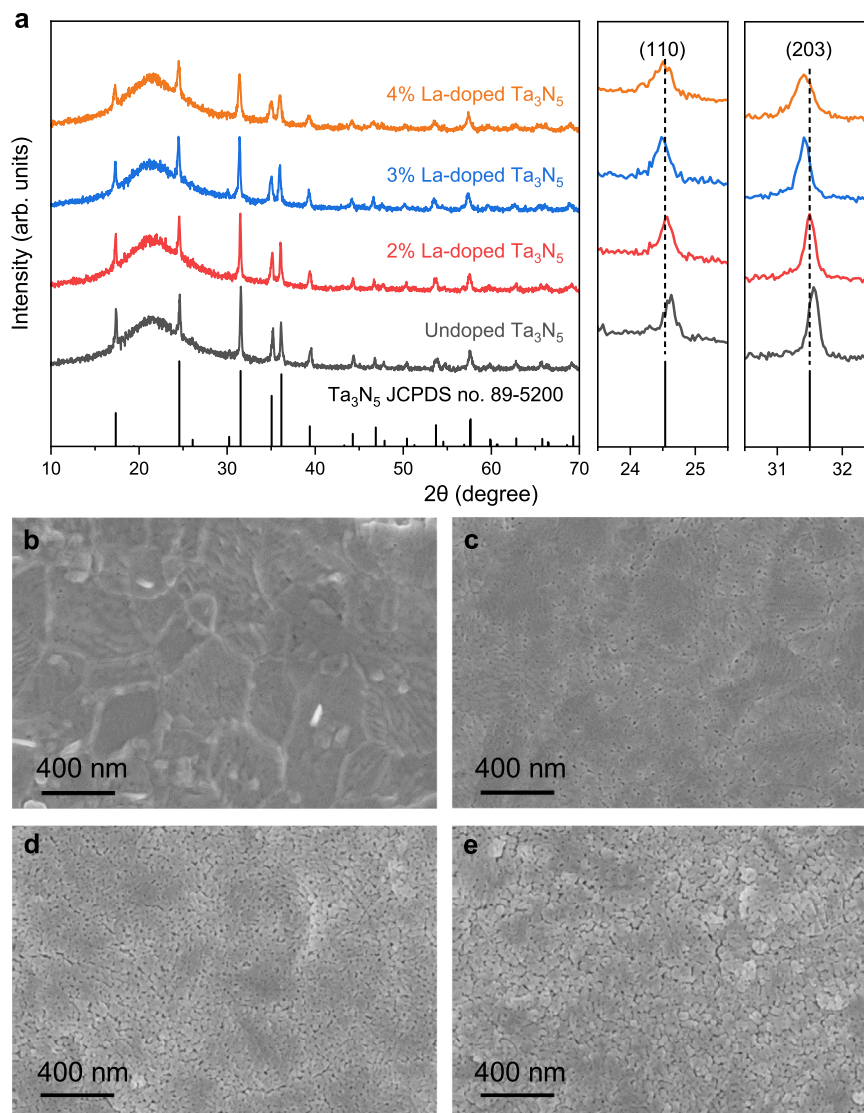 a
(110)
(203)
4% La-doped Ta₃N₅
3% La-doped Ta₃N₅
2% La-doped Ta₃N₅
Undoped Ta₃N₅
Ta₃N₅ JCPDS no. 89-5200
Intensity (arb. units)
10 20 30 40 50 60 70
24 25
31 32
2θ (degree)
b
400 nm
c
400 nm
d
400 nm
e
400 nm